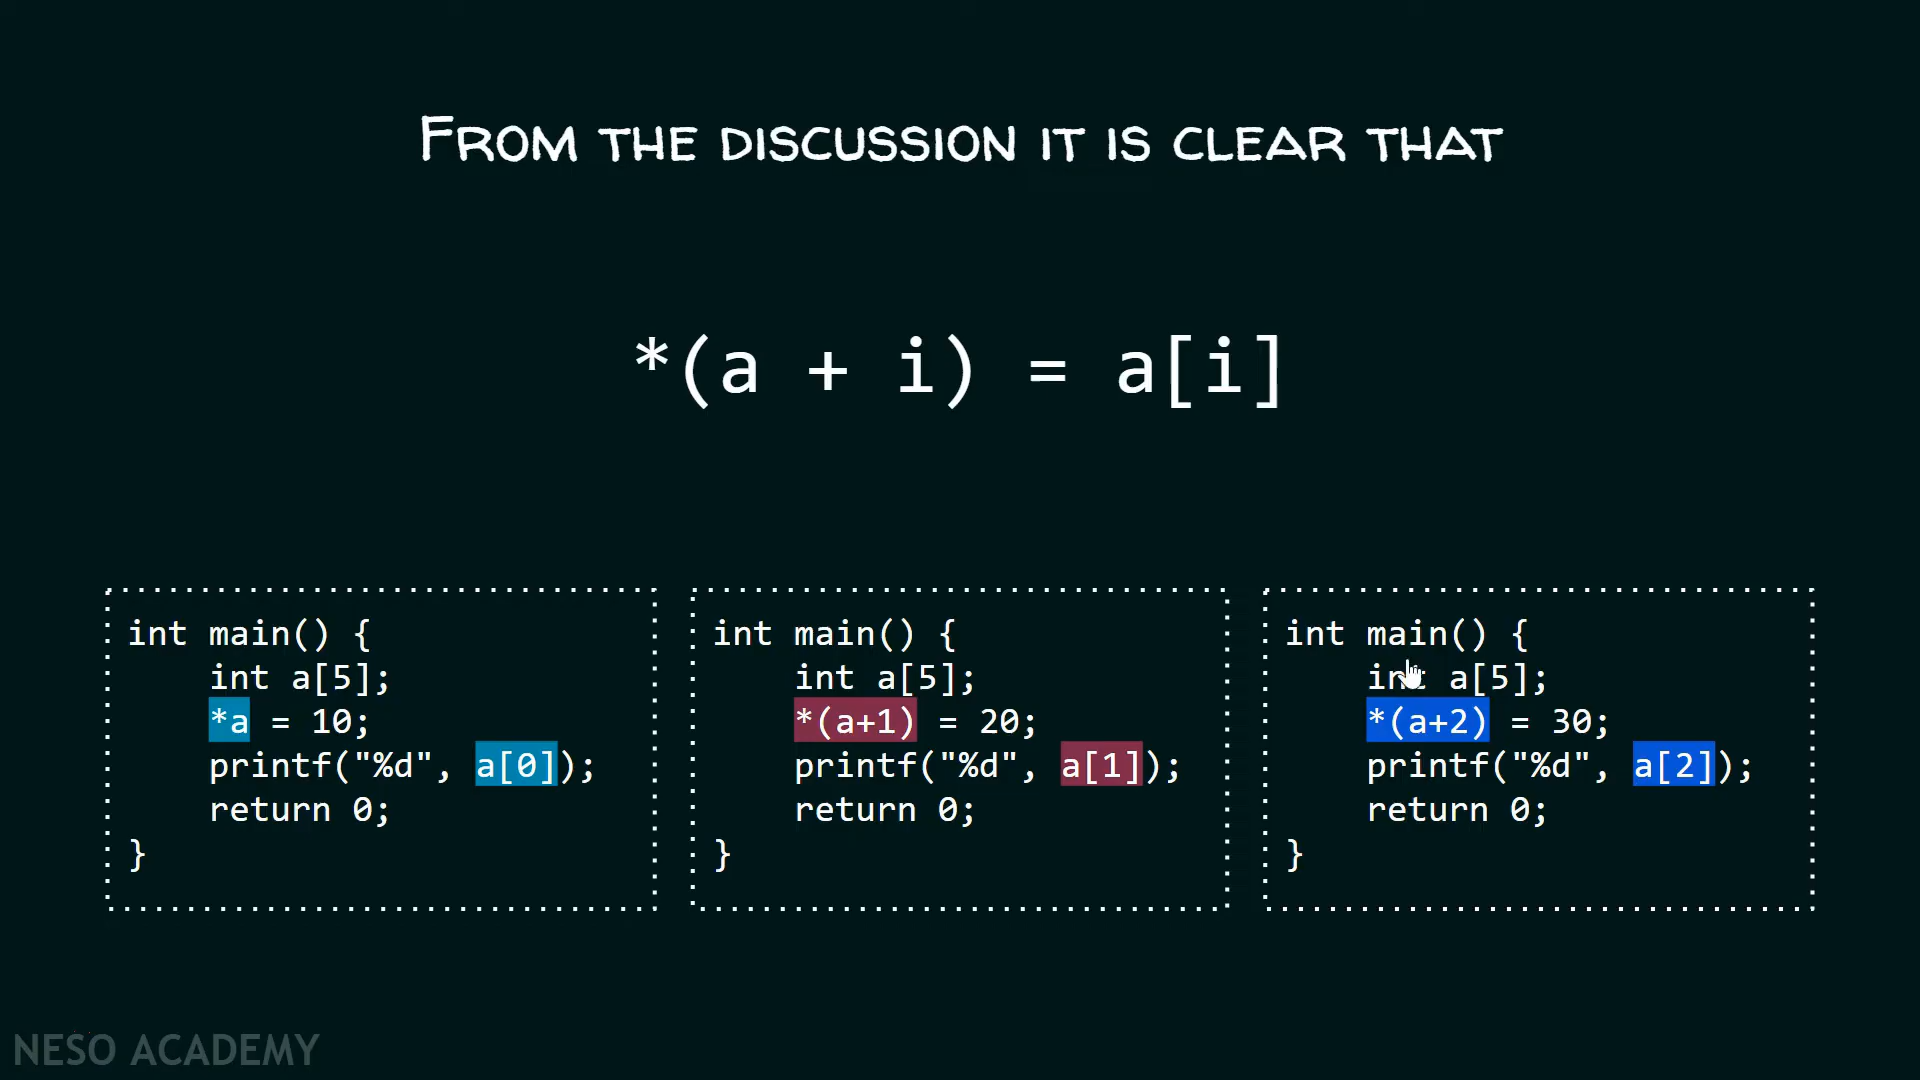 FROM THE DISCUSSION IT IS CLEAR THAT
*(a + i) = a[i]
int main() {
    int a[5];
    *a = 10;
    printf("%d", a[0]);
    return 0;
}
int main() {
    int a[5];
    *(a+1) = 20;
    printf("%d", a[1]);
    return 0;
}
int main() {
    int a[5];
    *(a+2) = 30;
    printf("%d", a[2]);
    return 0;
}
NESO ACADEMY